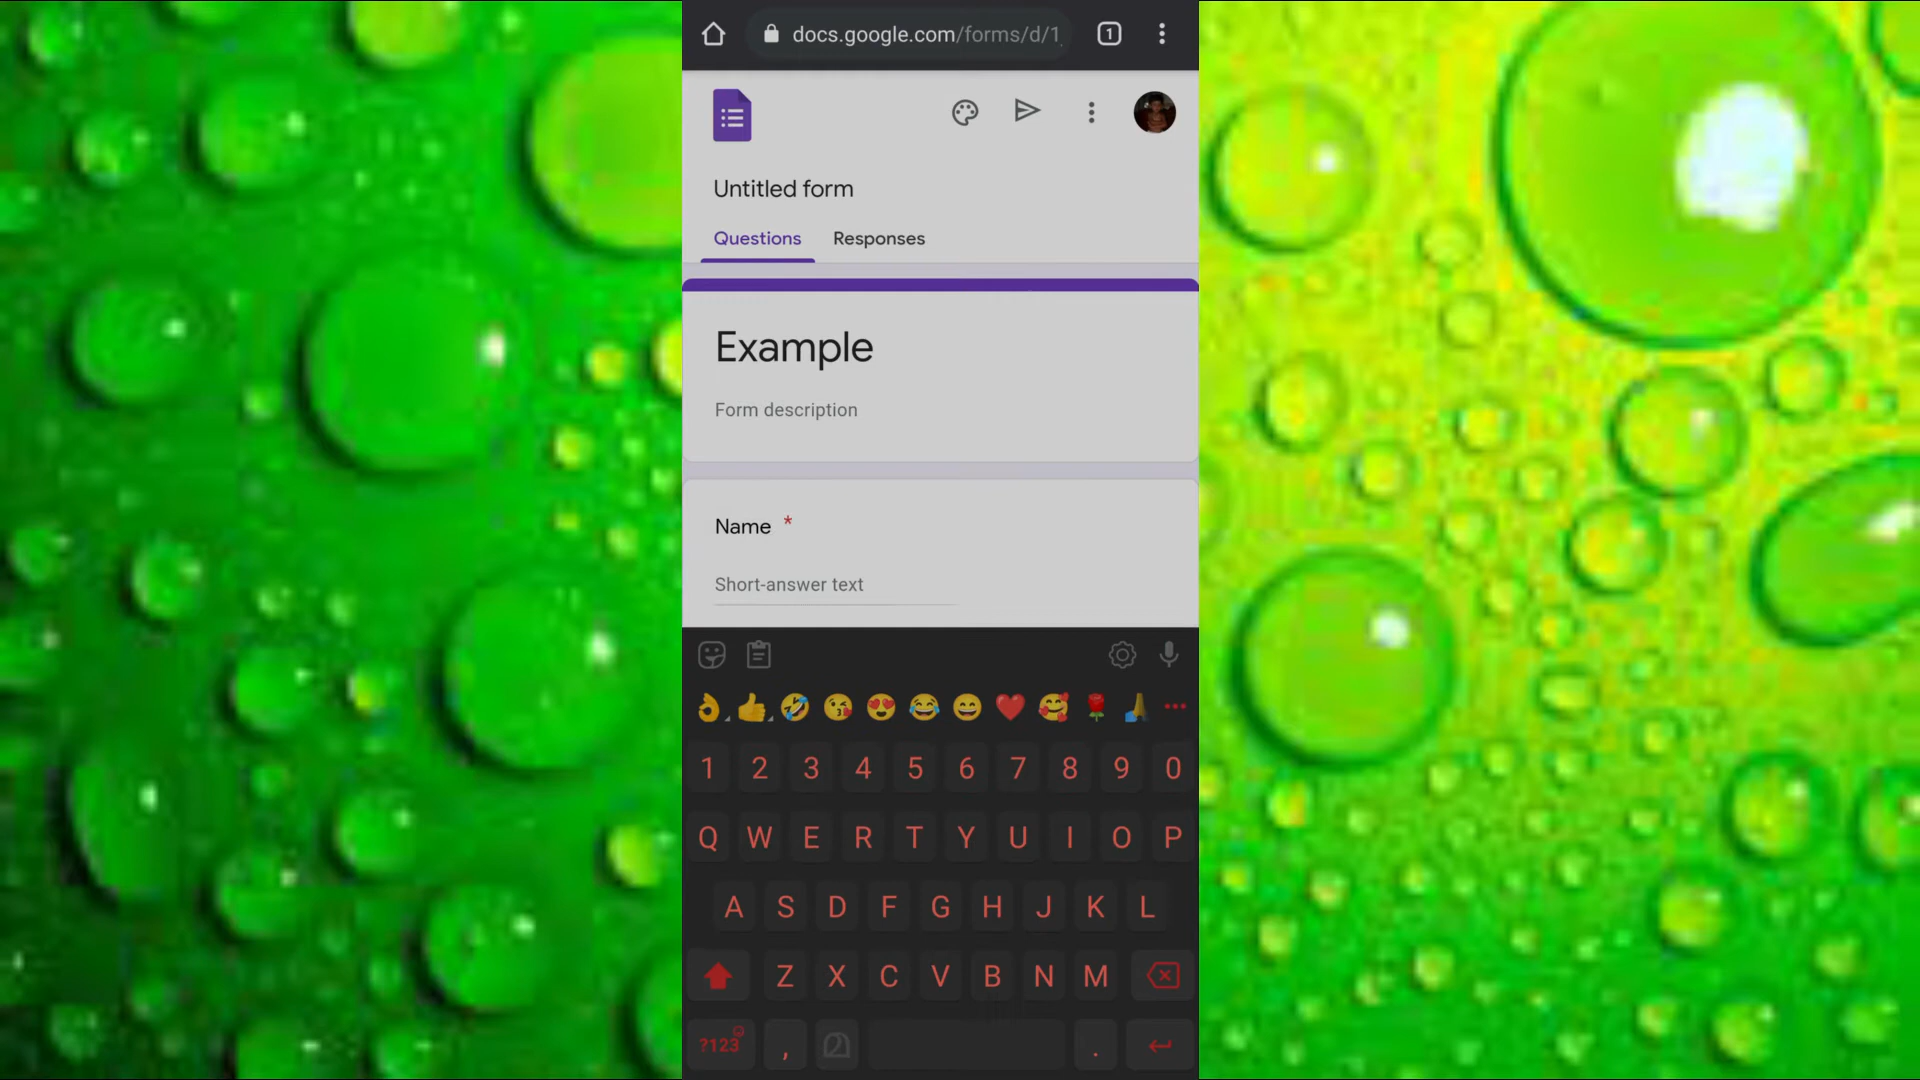 docs.google.com/forms/d/1
1
Untitled form
Questions Responses
Example
Form description
Name *
Short-answer text
1 2 3 4 5 6 7 8 9 0
Q W E R T Y U I O P
A S D F G H J K L
Z X C V B N M
?123 , .